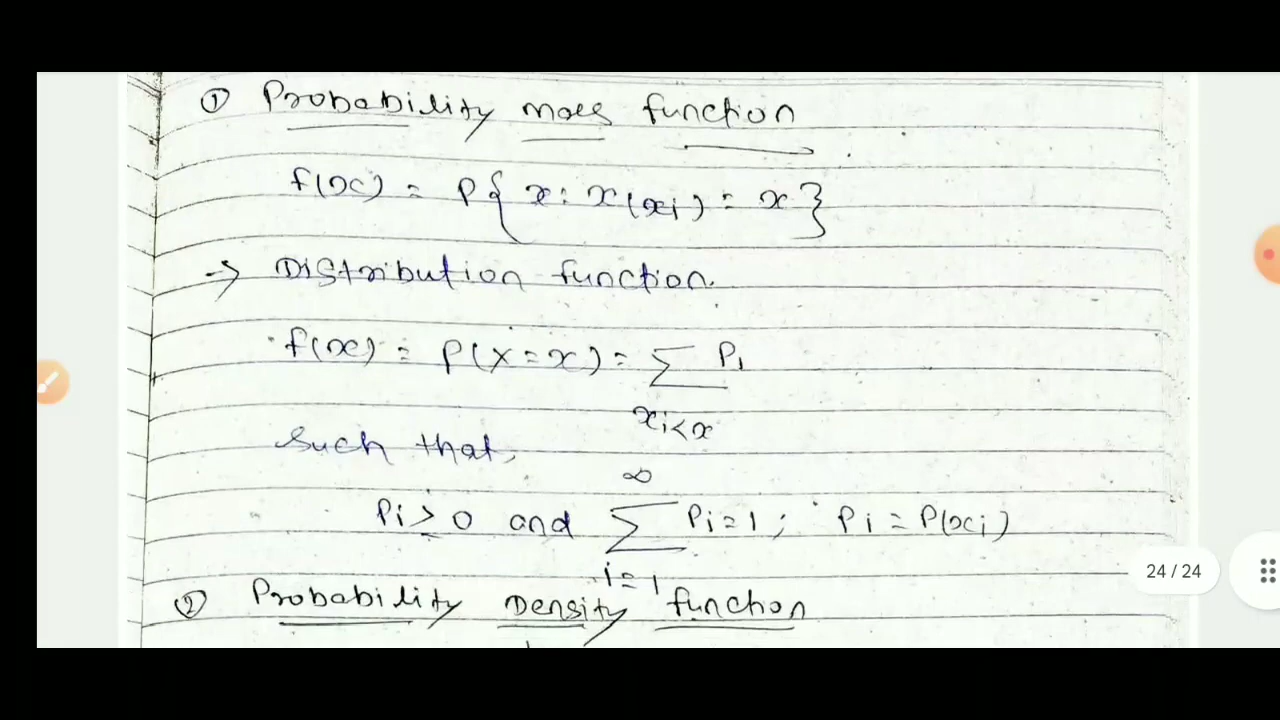 ① Probability mass function
f(x) = P{ x: X(xi) = x }
→ Distribution function.
f(x) = P(X = x) = ∑ Pi
xi < x
such that,
∞
Pi ≥ 0 and ∑ Pi = 1 ; Pi = P(xi)
i = 1
24 / 24
② Probability Density function